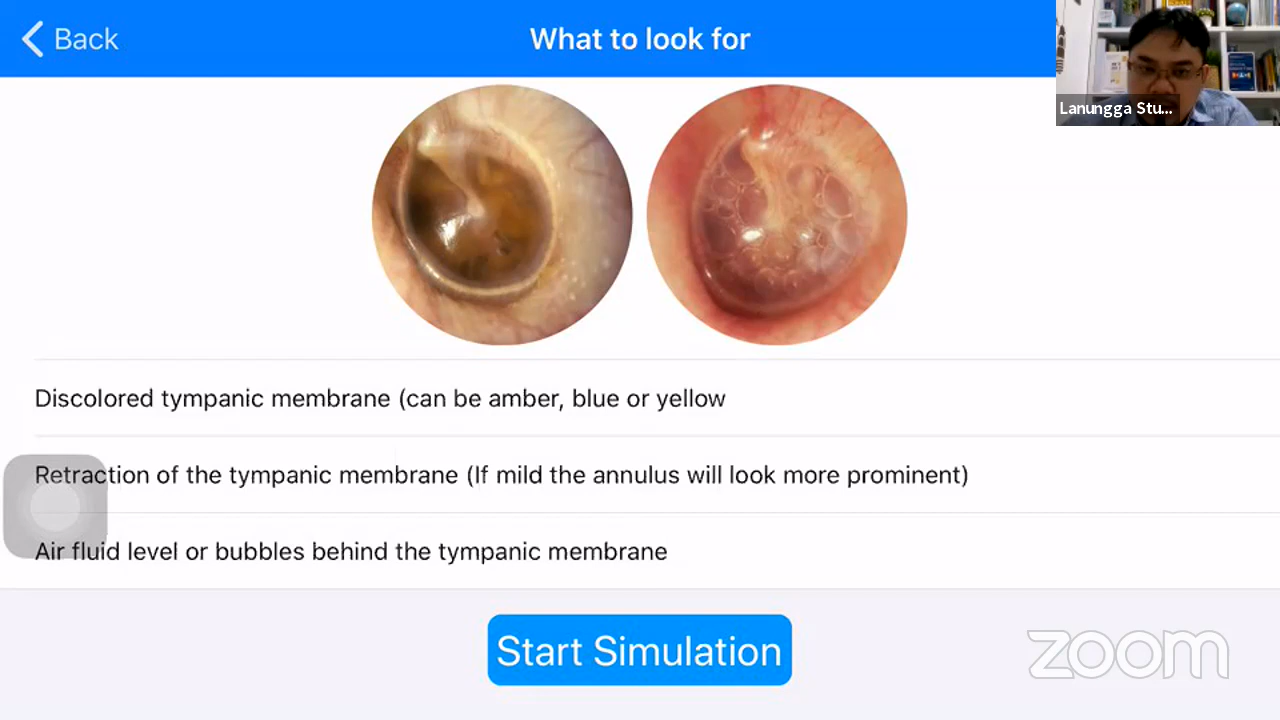 Back
What to look for
Lanungga Stu...
Discolored tympanic membrane (can be amber, blue or yellow
Retraction of the tympanic membrane (If mild the annulus will look more prominent)
Air fluid level or bubbles behind the tympanic membrane
Start Simulation
zoom